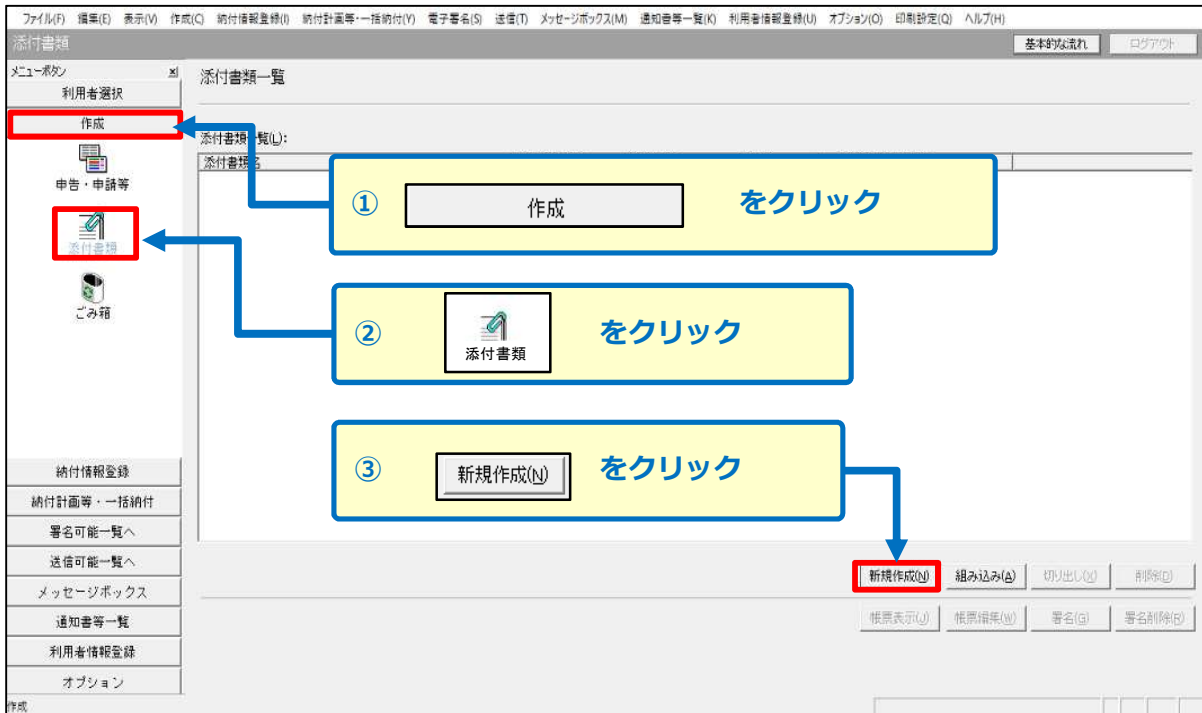 ファイル(F) 編集(E) 表示(V) 作成(C) 納付情報登録(I) 納付計画等・一括納付(Y) 電子署名(S) 送信(T) メッセージボックス(M) 通知書等一覧(K) 利用者情報登録(U) オプション(O) 印刷設定(Q) ヘルプ(H)
添付書類 基本的な流れ ログアウト
メニューボタン
利用者選択
作成
申告・申請等
添付書類
ごみ箱
納付情報登録
納付計画等・一括納付
署名可能一覧へ
送信可能一覧へ
メッセージボックス
通知書等一覧
利用者情報登録
オプション
作成
添付書類一覧
添付書類一覧(L):
添付書類名
① 作成 をクリック
② 添付書類 をクリック
③ 新規作成(N) をクリック
新規作成(N) 組み込み(A) 切り出し(X) 削除(D)
帳票表示(J) 帳票編集(W) 署名(G) 署名削除(R)